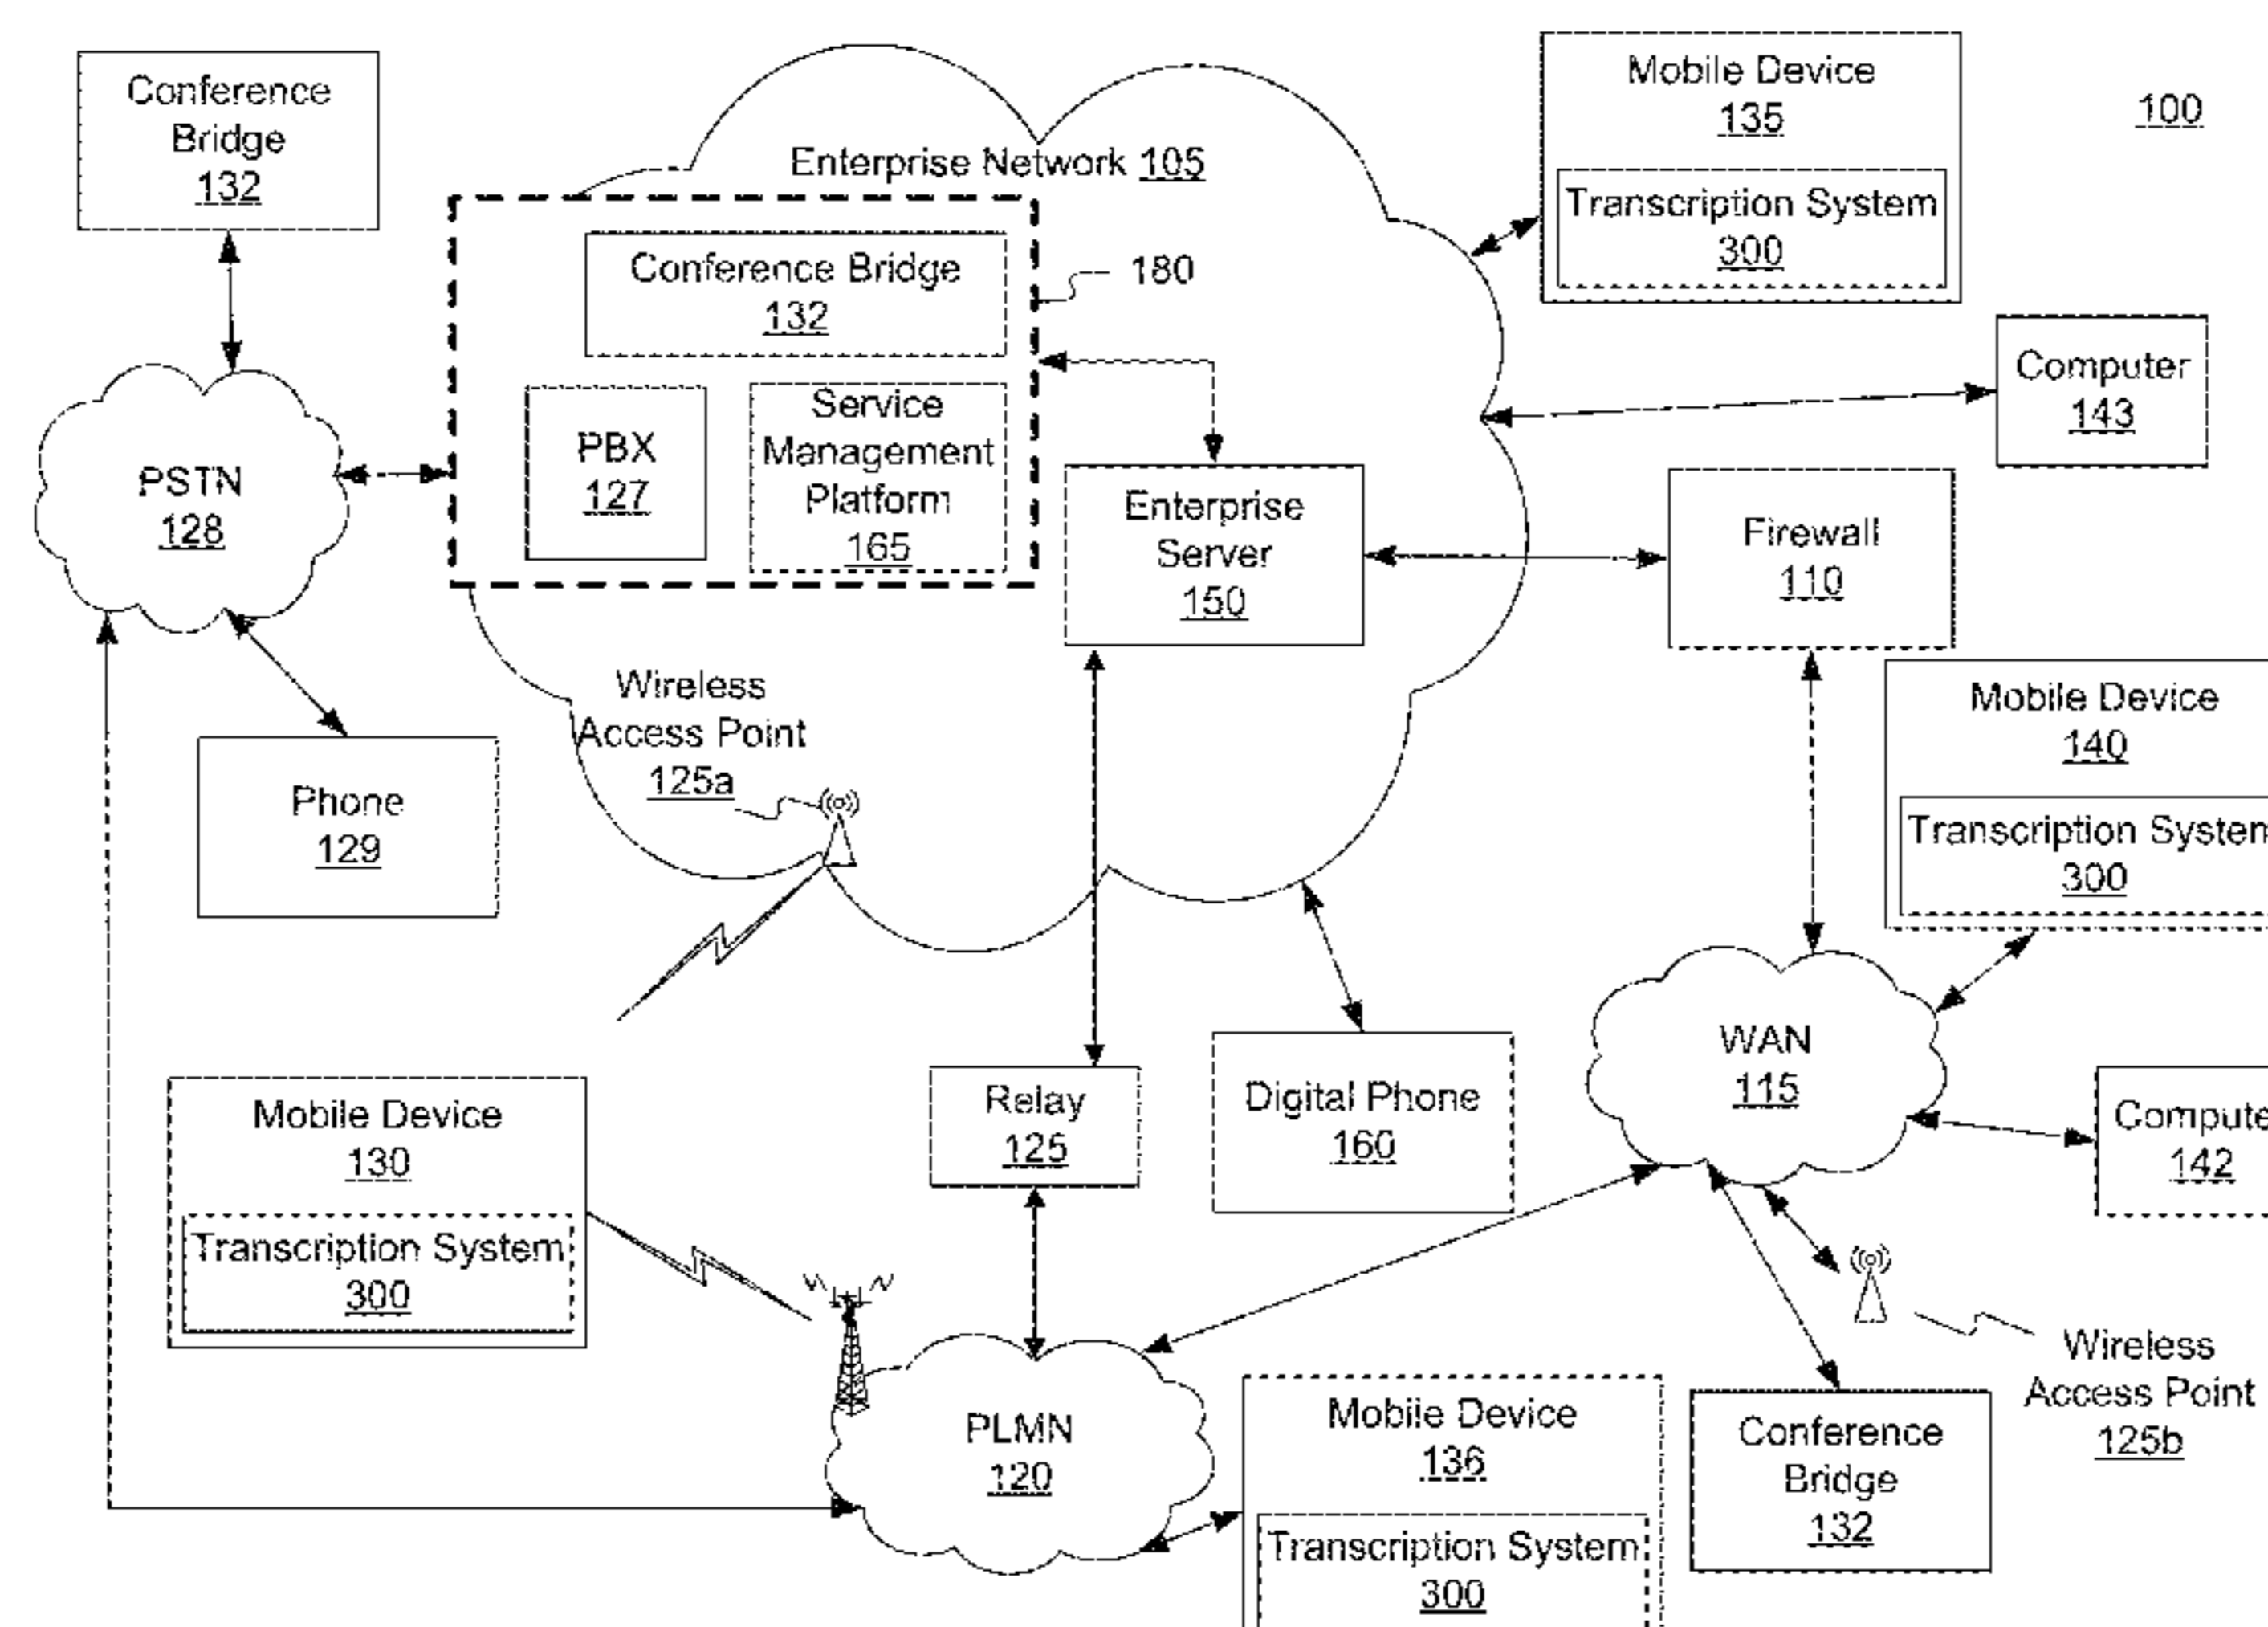 Conference
Bridge
132
Enterprise Network 105
Mobile Device
135
Transcription System
300
100
Conference Bridge
132
180
PBX
127
Service
Management
Platform
165
Enterprise
Server
150
Computer
143
Firewall
110
PSTN
128
Phone
129
Wireless
Access Point
125a
Mobile Device
140
Transcription System
300
WAN
115
Compute
142
Mobile Device
130
Transcription System
300
Relay
125
Digital Phone
160
PLMN
120
Mobile Device
136
Transcription System
300
Conference
Bridge
132
Wireless
Access Point
125b